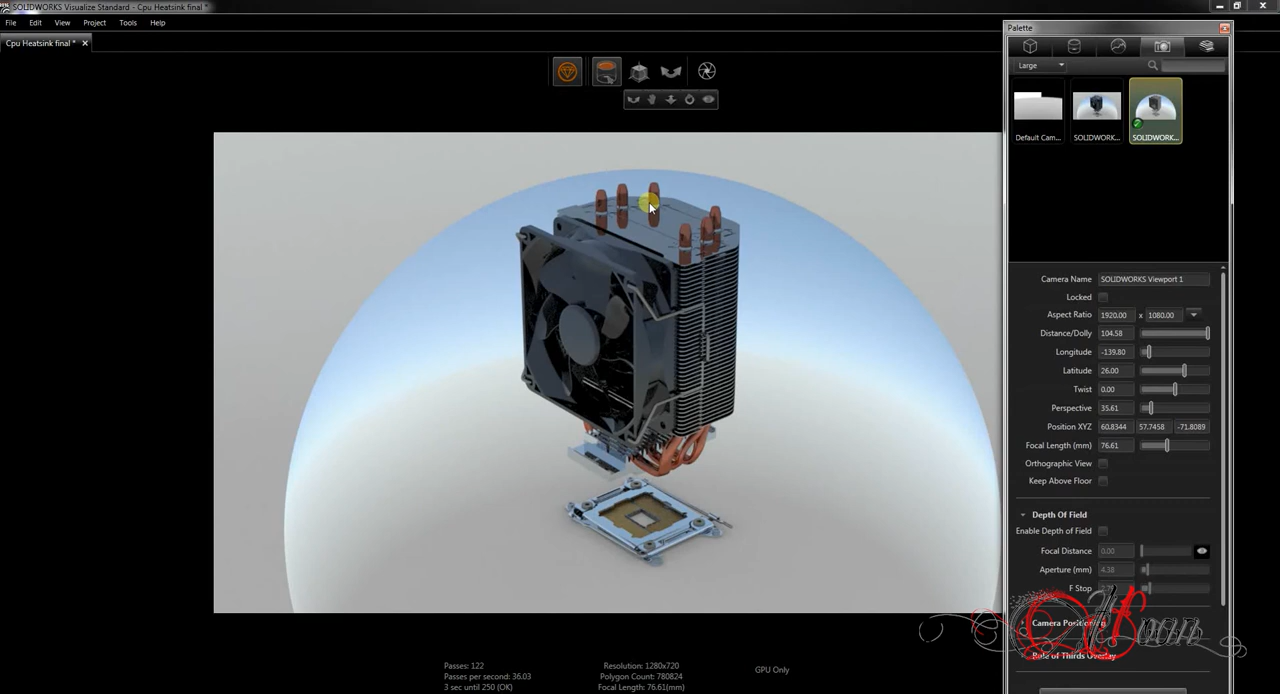 SOLIDWORKS Visualize Standard - Cpu Heatsink final *
File Edit View Project Tools Help
Cpu Heatsink final *
Palette
Large
Default Cam... SOLIDWORK... SOLIDWORK...
Camera Name SOLIDWORKS Viewport 1
Locked
Aspect Ratio 1920.00 x 1080.00
Distance/Dolly 104.58
Longitude -139.80
Latitude 26.00
Twist 0.00
Perspective 35.61
Position XYZ 60.8344 57.7458 -71.8089
Focal Length (mm) 76.61
Orthographic View
Keep Above Floor
Depth Of Field
Enable Depth of Field
Focal Distance 0.00
Aperture (mm) 4.38
F Stop
Camera Positioning
Rule of Thirds Overlay
Passes: 122
Passes per second: 36.03
3 sec until 250 (OK)
Resolution: 1280x720
Polygon Count: 780824
Focal Length: 76.61(mm)
GPU Only